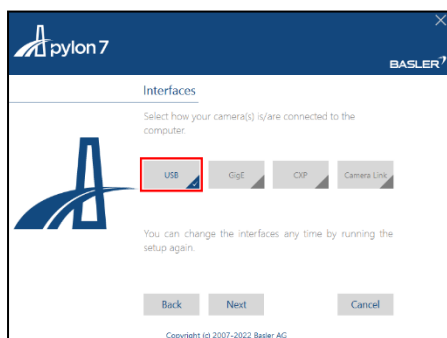 pylon 7
BASLER
Interfaces
Select how your camera(s) is/are connected to the
computer.
USB GigE CXP Camera Link
You can change the interfaces any time by running the
setup again.
Back Next Cancel
Copyright (c) 2007-2022 Basler AG